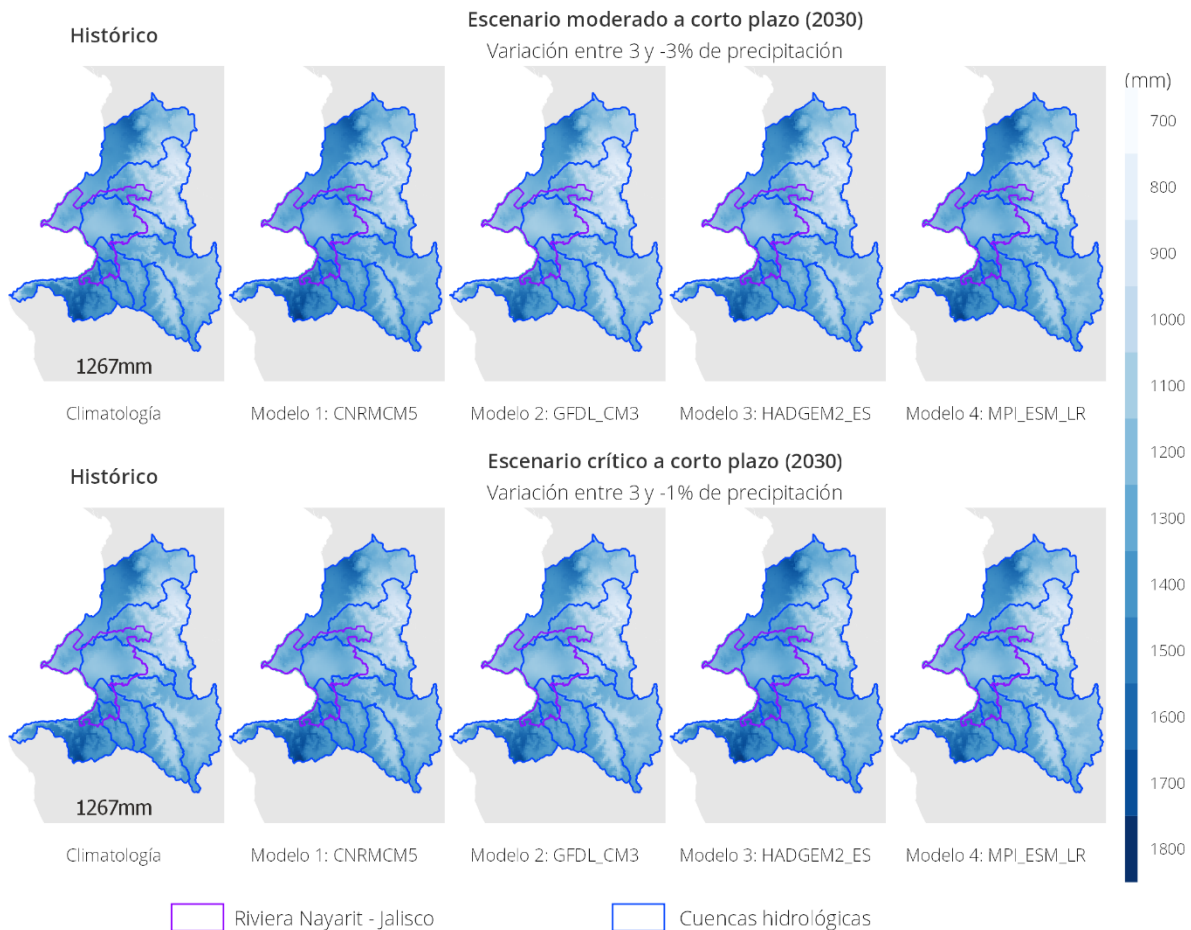 Histórico
Escenario moderado a corto plazo (2030)
Variación entre 3 y -3% de precipitación
(mm)
700
800
900
1000
1100
1200
1300
1400
1500
1600
1700
1800
1267mm
Climatología
Modelo 1: CNRMCM5
Modelo 2: GFDL_CM3
Modelo 3: HADGEM2_ES
Modelo 4: MPI_ESM_LR
Histórico
Escenario crítico a corto plazo (2030)
Variación entre 3 y -1% de precipitación
1267mm
Climatología
Modelo 1: CNRMCM5
Modelo 2: GFDL_CM3
Modelo 3: HADGEM2_ES
Modelo 4: MPI_ESM_LR
Riviera Nayarit - Jalisco
Cuencas hidrológicas